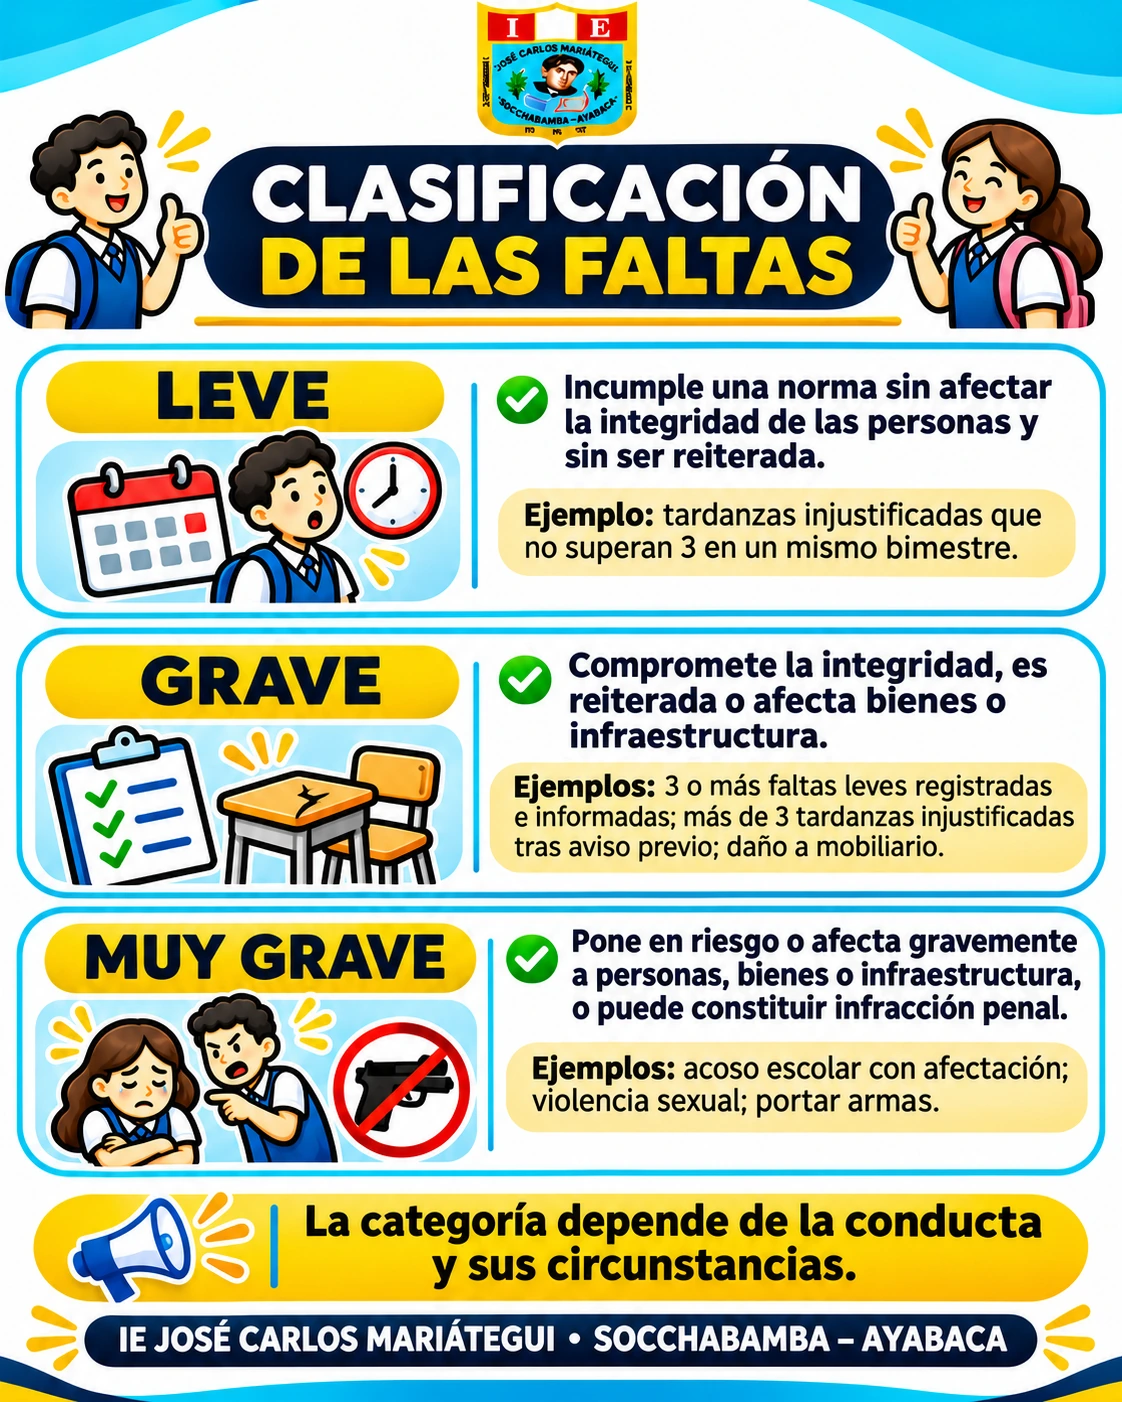 I E
JOSÉ CARLOS MARIÁTEGUI
SOCCHABAMBA - AYABACA
CLASIFICACIÓN
DE LAS FALTAS
LEVE
Incumple una norma sin afectar
la integridad de las personas y
sin ser reiterada.
Ejemplo: tardanzas injustificadas que
no superan 3 en un mismo bimestre.
GRAVE
Compromete la integridad, es
reiterada o afecta bienes o
infraestructura.
Ejemplos: 3 o más faltas leves registradas
e informadas; más de 3 tardanzas injustificadas
tras aviso previo; daño a mobiliario.
MUY GRAVE
Pone en riesgo o afecta gravemente
a personas, bienes o infraestructura,
o puede constituir infracción penal.
Ejemplos: acoso escolar con afectación;
violencia sexual; portar armas.
La categoría depende de la conducta
y sus circunstancias.
IE JOSÉ CARLOS MARIÁTEGUI • SOCCHABAMBA – AYABACA